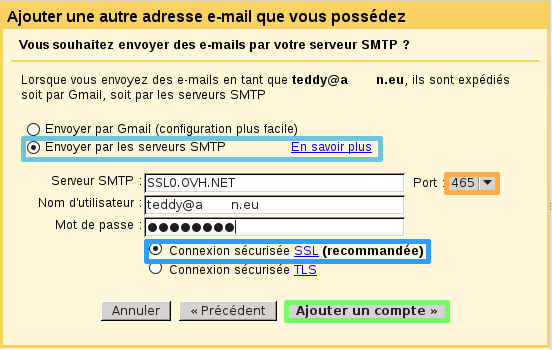 Ajouter une autre adresse e-mail que vous possédez
Vous souhaitez envoyer des e-mails par votre serveur SMTP ?
Lorsque vous envoyez des e-mails en tant que teddy@a n.eu, ils sont expédiés
soit par Gmail, soit par les serveurs SMTP
Envoyer par Gmail (configuration plus facile)
Envoyer par les serveurs SMTP En savoir plus
Serveur SMTP : SSL0.OVH.NET Port : 465
Nom d'utilisateur : teddy@a n.eu
Mot de passe : ●●●●●●●●
Connexion sécurisée SSL (recommandée)
Connexion sécurisée TLS
Annuler « Précédent Ajouter un compte »